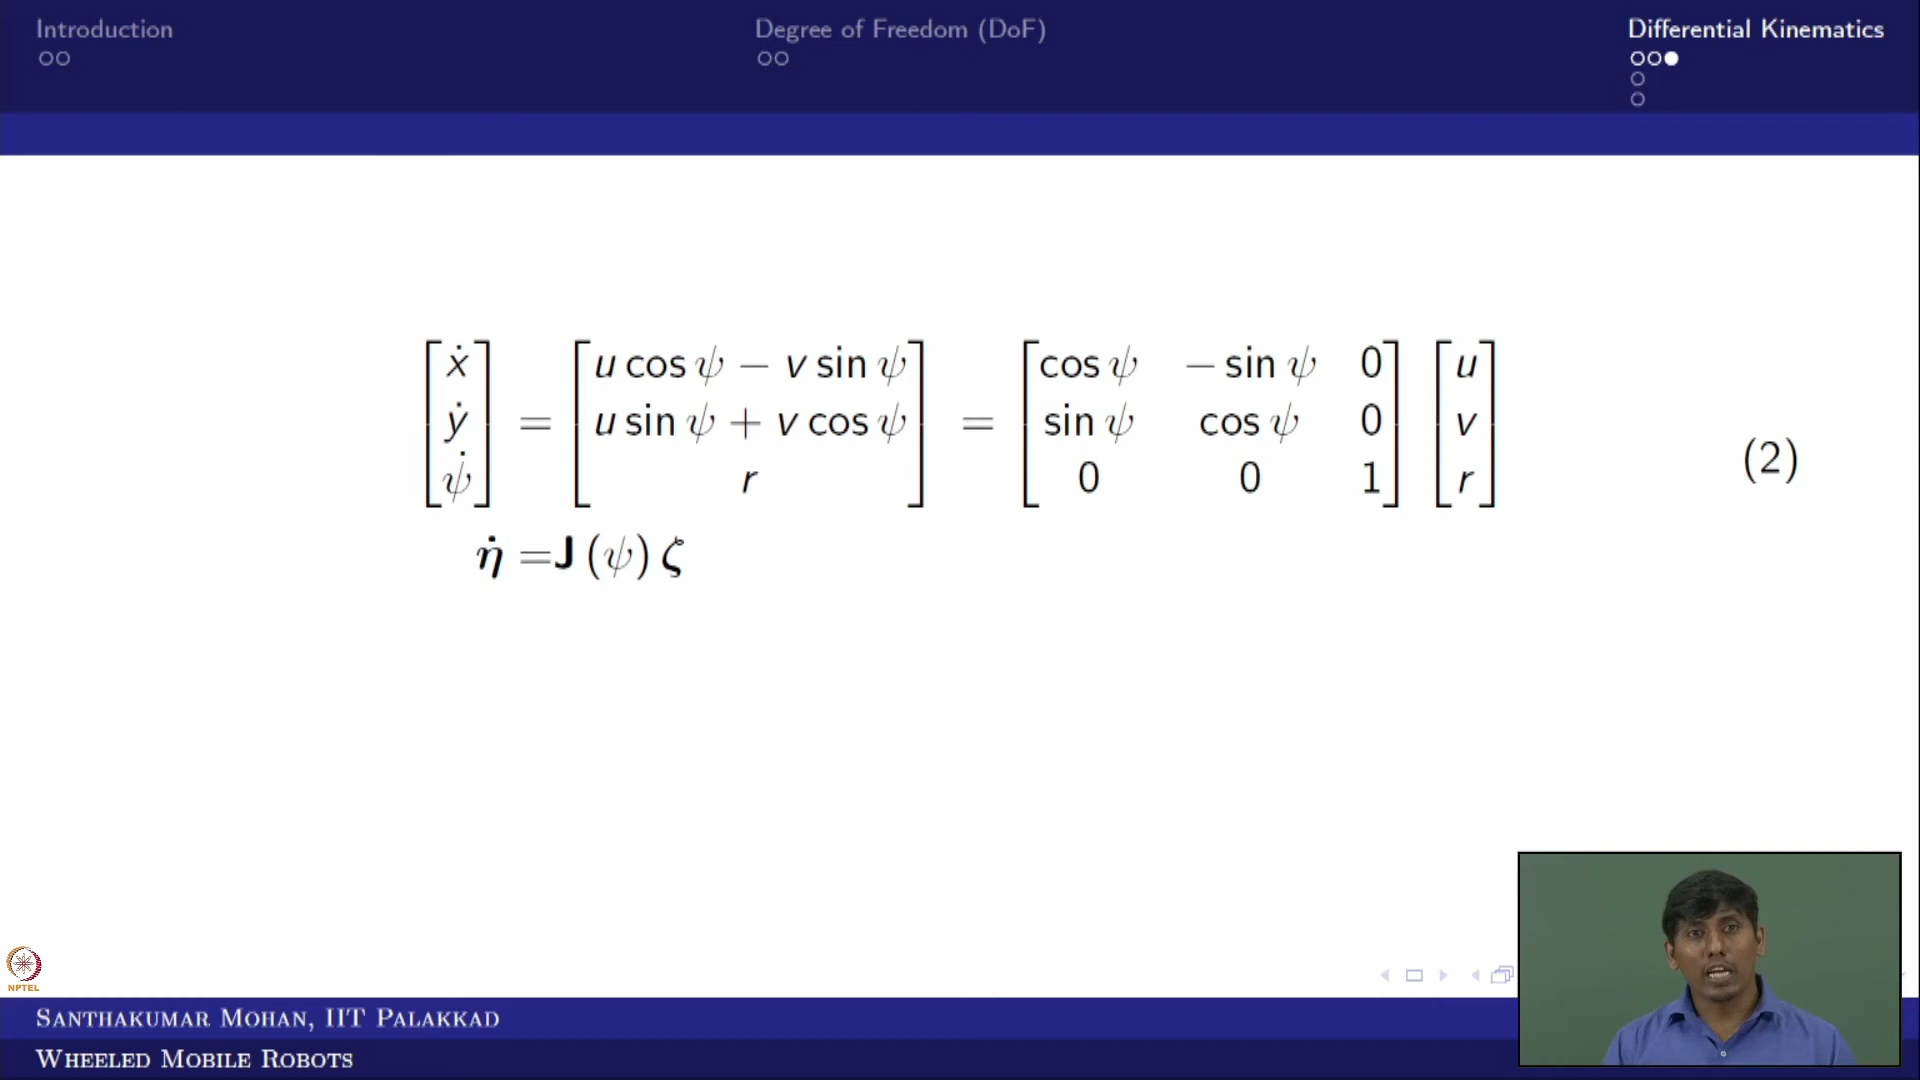 Introduction
Degree of Freedom (DoF)
Differential Kinematics
[ẋ ẏ ψ̇] = [u cos ψ − v sin ψ; u sin ψ + v cos ψ; r] = [cos ψ − sin ψ 0; sin ψ cos ψ 0; 0 0 1] [u v r]
(2)
η̇ =J (ψ) ζ
NPTEL
SANTHAKUMAR MOHAN, IIT PALAKKAD
WHEELED MOBILE ROBOTS